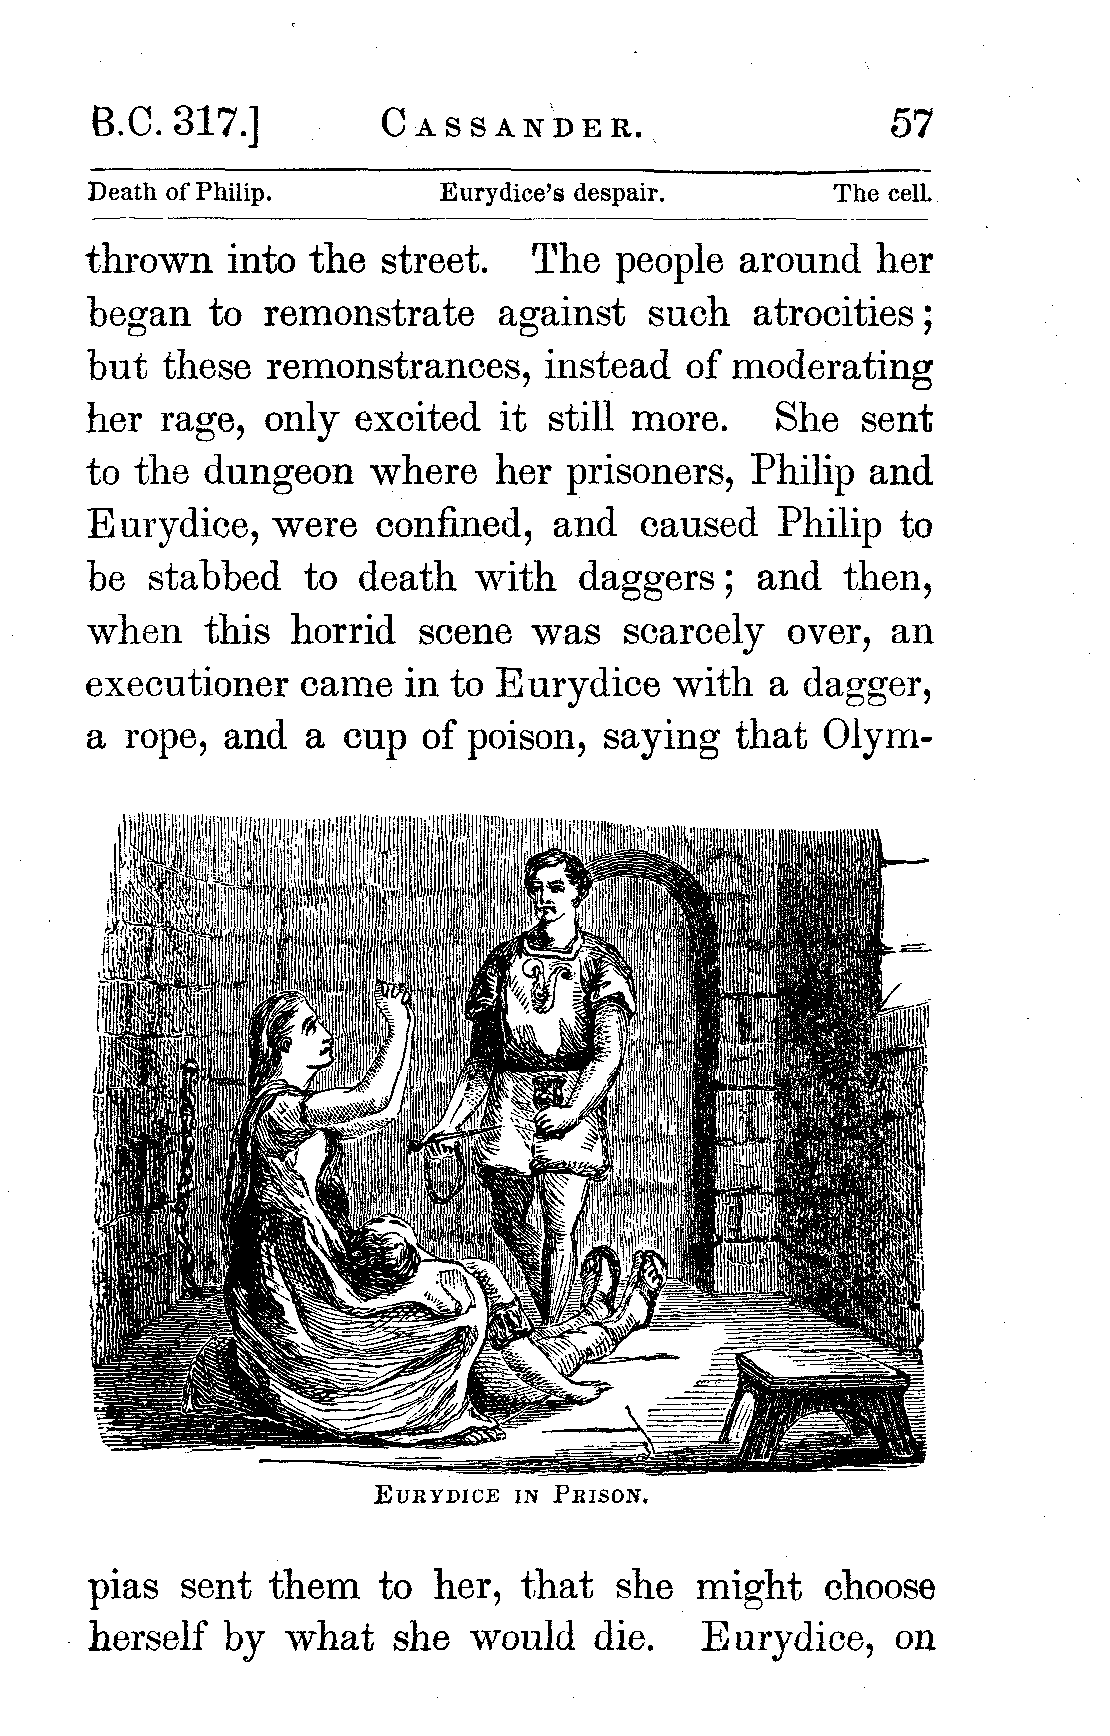 B.C. 317.] CASSANDER. 57
Death of Philip. Eurydice's despair. The cell.
thrown into the street. The people around her
began to remonstrate against such atrocities;
but these remonstrances, instead of moderating
her rage, only excited it still more. She sent
to the dungeon where her prisoners, Philip and
Eurydice, were confined, and caused Philip to
be stabbed to death with daggers; and then,
when this horrid scene was scarcely over, an
executioner came in to Eurydice with a dagger,
a rope, and a cup of poison, saying that Olym-
EURYDICE IN PRISON.
pias sent them to her, that she might choose
herself by what she would die. Eurydice, on